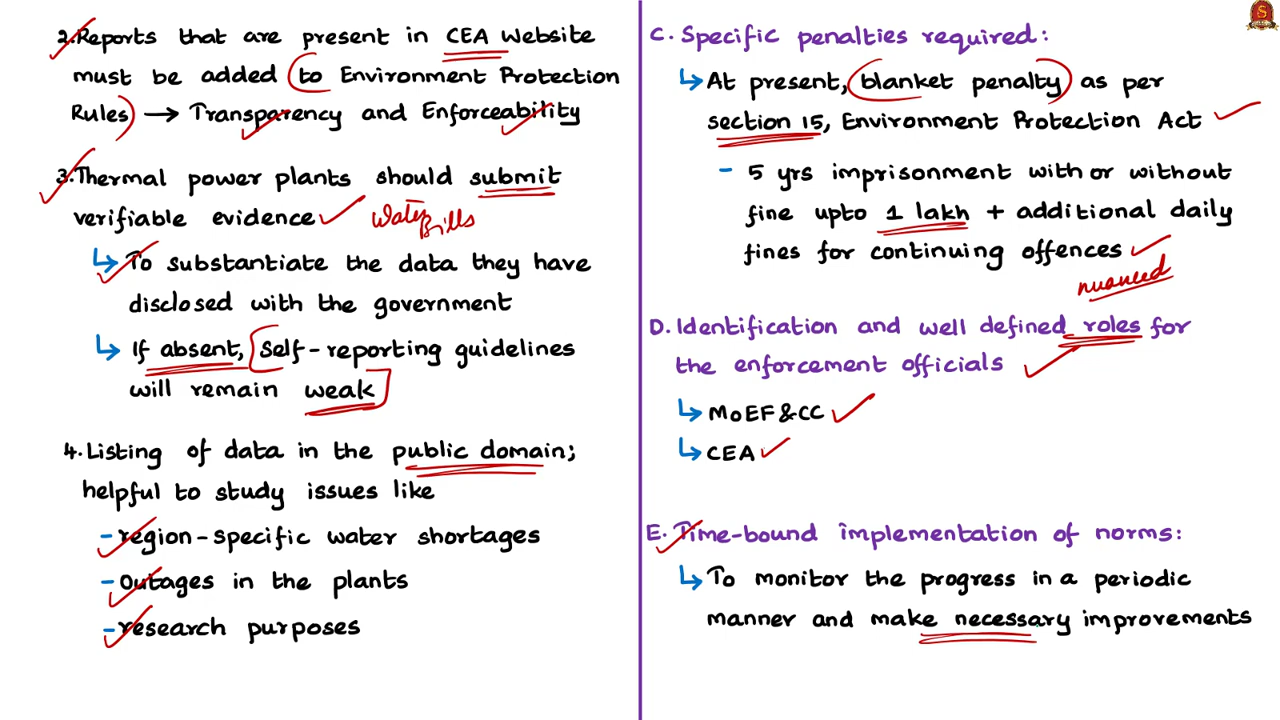 2. Reports that are present in CEA Website
must be added to Environment Protection
Rules → Transparency and Enforceability
3. Thermal power plants should submit
verifiable evidence Water Bills
↳ To substantiate the data they have
disclosed with the government
↳ If absent, Self-reporting guidelines
will remain weak
4. Listing of data in the public domain;
helpful to study issues like
- region-specific water shortages
- Outages in the plants
- research purposes
C. Specific penalties required:
↳ At present, blanket penalty as per
section 15, Environment Protection Act
- 5 yrs imprisonment with or without
fine upto 1 lakh + additional daily
fines for continuing offences
nuanced
D. Identification and well defined roles for
the enforcement officials
↳ MoEF&CC
↳ CEA
E. Time-bound implementation of norms:
↳ To monitor the progress in a periodic
manner and make necessary improvements